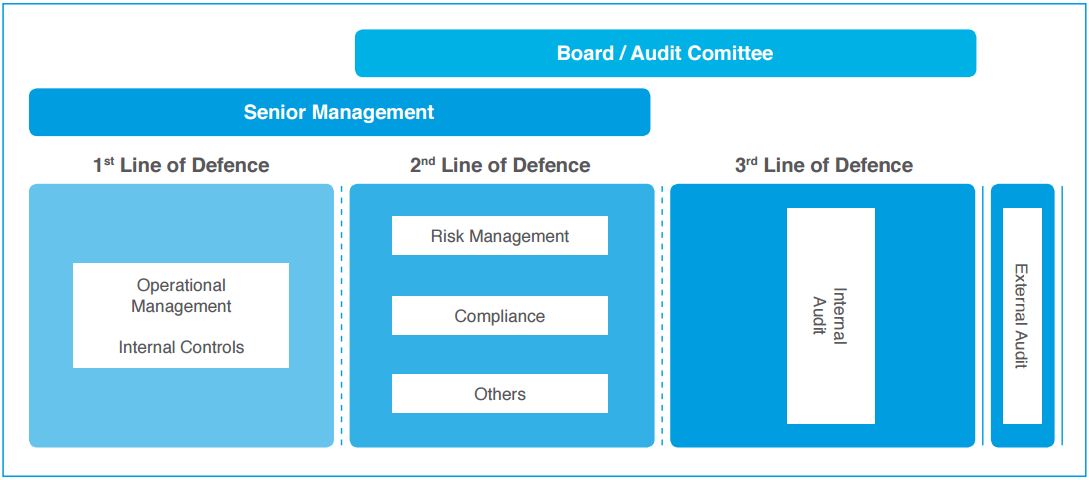 Board / Audit Comittee
Senior Management
1st Line of Defence
2nd Line of Defence
3rd Line of Defence
Operational
Management
Internal Controls
Risk Management
Compliance
Others
Internal
Audit
External Audit